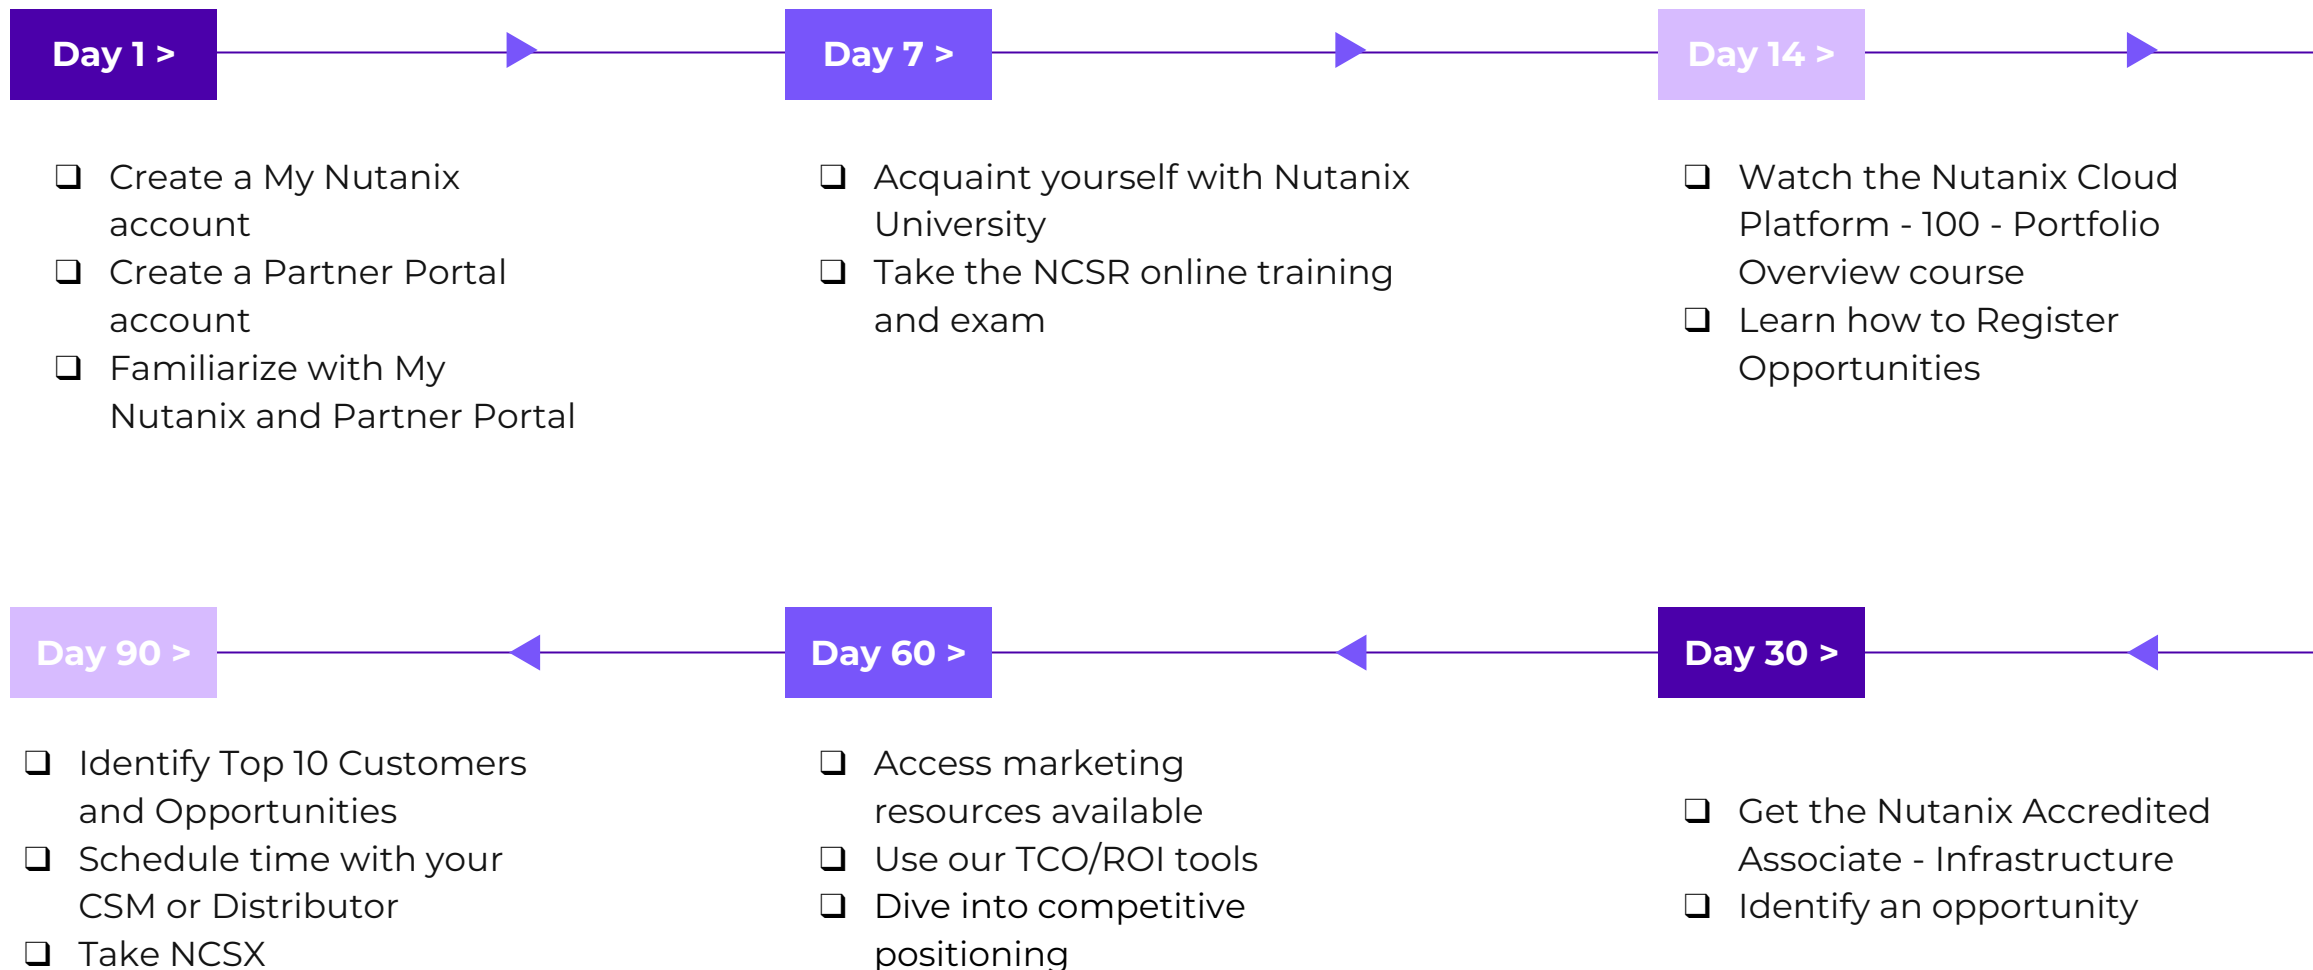 Day 1 >
❏ Create a My Nutanix
account
❏ Create a Partner Portal
account
❏ Familiarize with My
Nutanix and Partner Portal
Day 7 >
❏ Acquaint yourself with Nutanix
University
❏ Take the NCSR online training
and exam
Day 14 >
❏ Watch the Nutanix Cloud
Platform - 100 - Portfolio
Overview course
❏ Learn how to Register
Opportunities
Day 30 >
❏ Get the Nutanix Accredited
Associate - Infrastructure
❏ Identify an opportunity
Day 60 >
❏ Access marketing
resources available
❏ Use our TCO/ROI tools
❏ Dive into competitive
positioning
Day 90 >
❏ Identify Top 10 Customers
and Opportunities
❏ Schedule time with your
CSM or Distributor
❏ Take NCSX